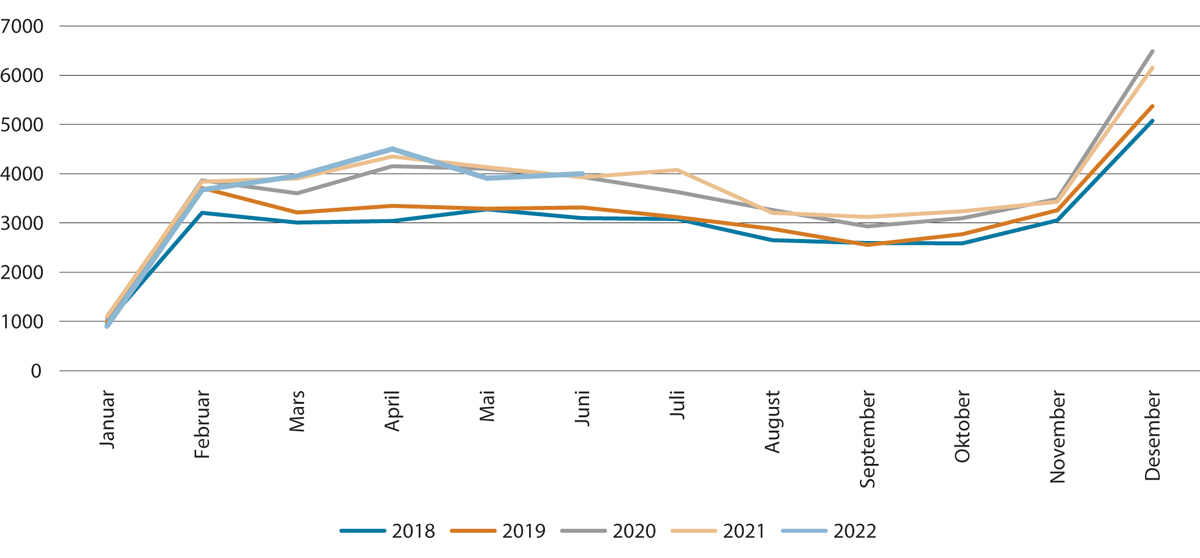 7000
6000
5000
4000
3000
2000
1000
0
Januar
Februar
Mars
April
Mai
Juni
Juli
August
September
Oktober
November
Desember
2018 2019 2020 2021 2022